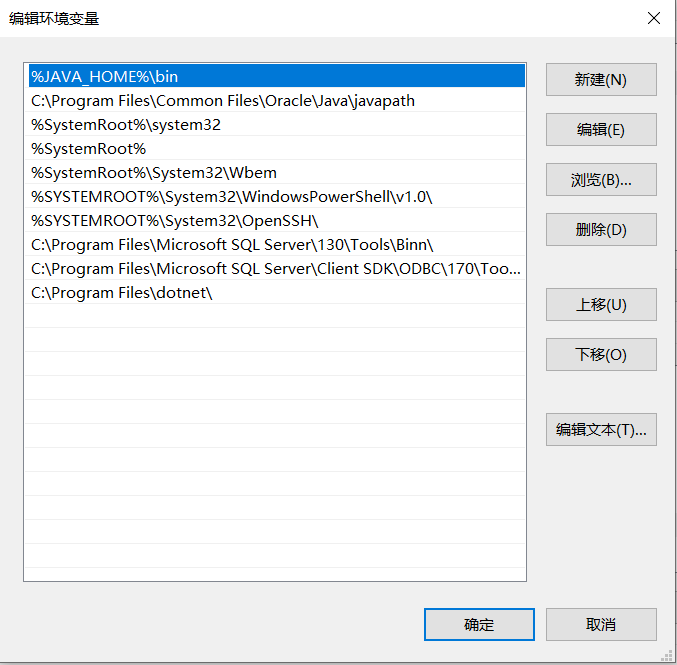 编辑环境变量
%JAVA_HOME%\bin
C:\Program Files\Common Files\Oracle\Java\javapath
%SystemRoot%\system32
%SystemRoot%
%SystemRoot%\System32\Wbem
%SYSTEMROOT%\System32\WindowsPowerShell\v1.0\
%SYSTEMROOT%\System32\OpenSSH\
C:\Program Files\Microsoft SQL Server\130\Tools\Binn\
C:\Program Files\Microsoft SQL Server\Client SDK\ODBC\170\Too...
C:\Program Files\dotnet\
新建(N)
编辑(E)
浏览(B)...
删除(D)
上移(U)
下移(O)
编辑文本(T)...
确定
取消